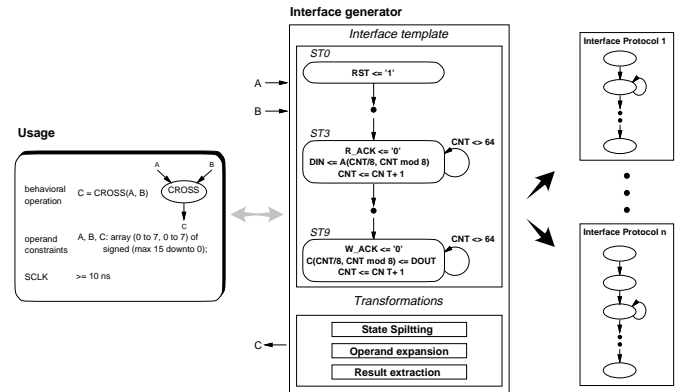 Interface generator
Interface template
ST0
RST <= '1'
A
B
ST3
R_ACK <= '0'
DIN <= A(CNT/8, CNT mod 8)
CNT <= CN T+ 1
CNT <> 64
ST9
W_ACK <= '0'
C(CNT/8, CNT mod 8) <= DOUT
CNT <= CN T+ 1
CNT <> 64
Transformations
State Spiltting
Operand expansion
Result extraction
C
Usage
behavioral
operation
C = CROSS(A, B)
A
B
CROSS
C
operand
constraints
A, B, C: array (0 to 7, 0 to 7) of
signed (max 15 downto 0);
SCLK
>= 10 ns
Interface Protocol 1
Interface Protocol n